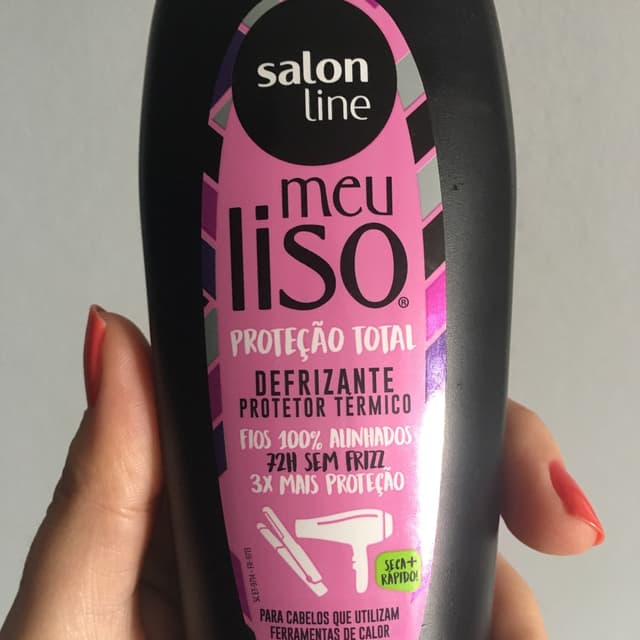 salon
line
meu
liso®
PROTEÇÃO TOTAL
DEFRIZANTE
PROTETOR TÉRMICO
FIOS 100% ALINHADOS
72H SEM FRIZZ
3X MAIS PROTEÇÃO
SECA+
RÁPIDO!
PARA CABELOS QUE UTILIZAM
FERRAMENTAS DE CALOR